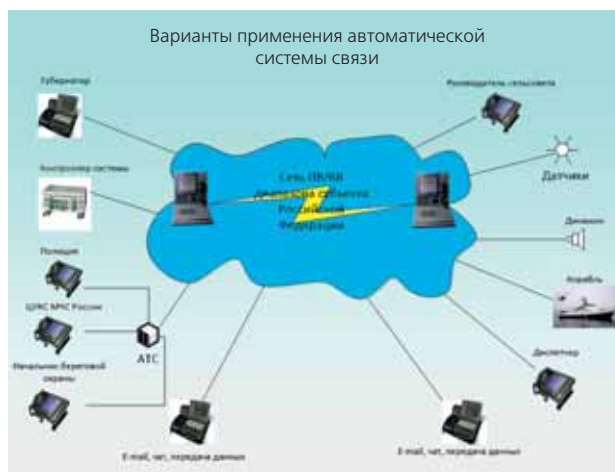 Варианты применения автоматической
системы связи
Губернатор
Руководитель сельсовета
Контроллер системы
Сеть ПВ/КВ
диапазона субъекта
Российской
Федерации
Датчики
Динамик
Полиция
Корабль
ЦУКС МЧС России
АТС
Начальник береговой
охраны
Диспетчер
E-mail, чат, передача данных
E-mail, чат, передача данных